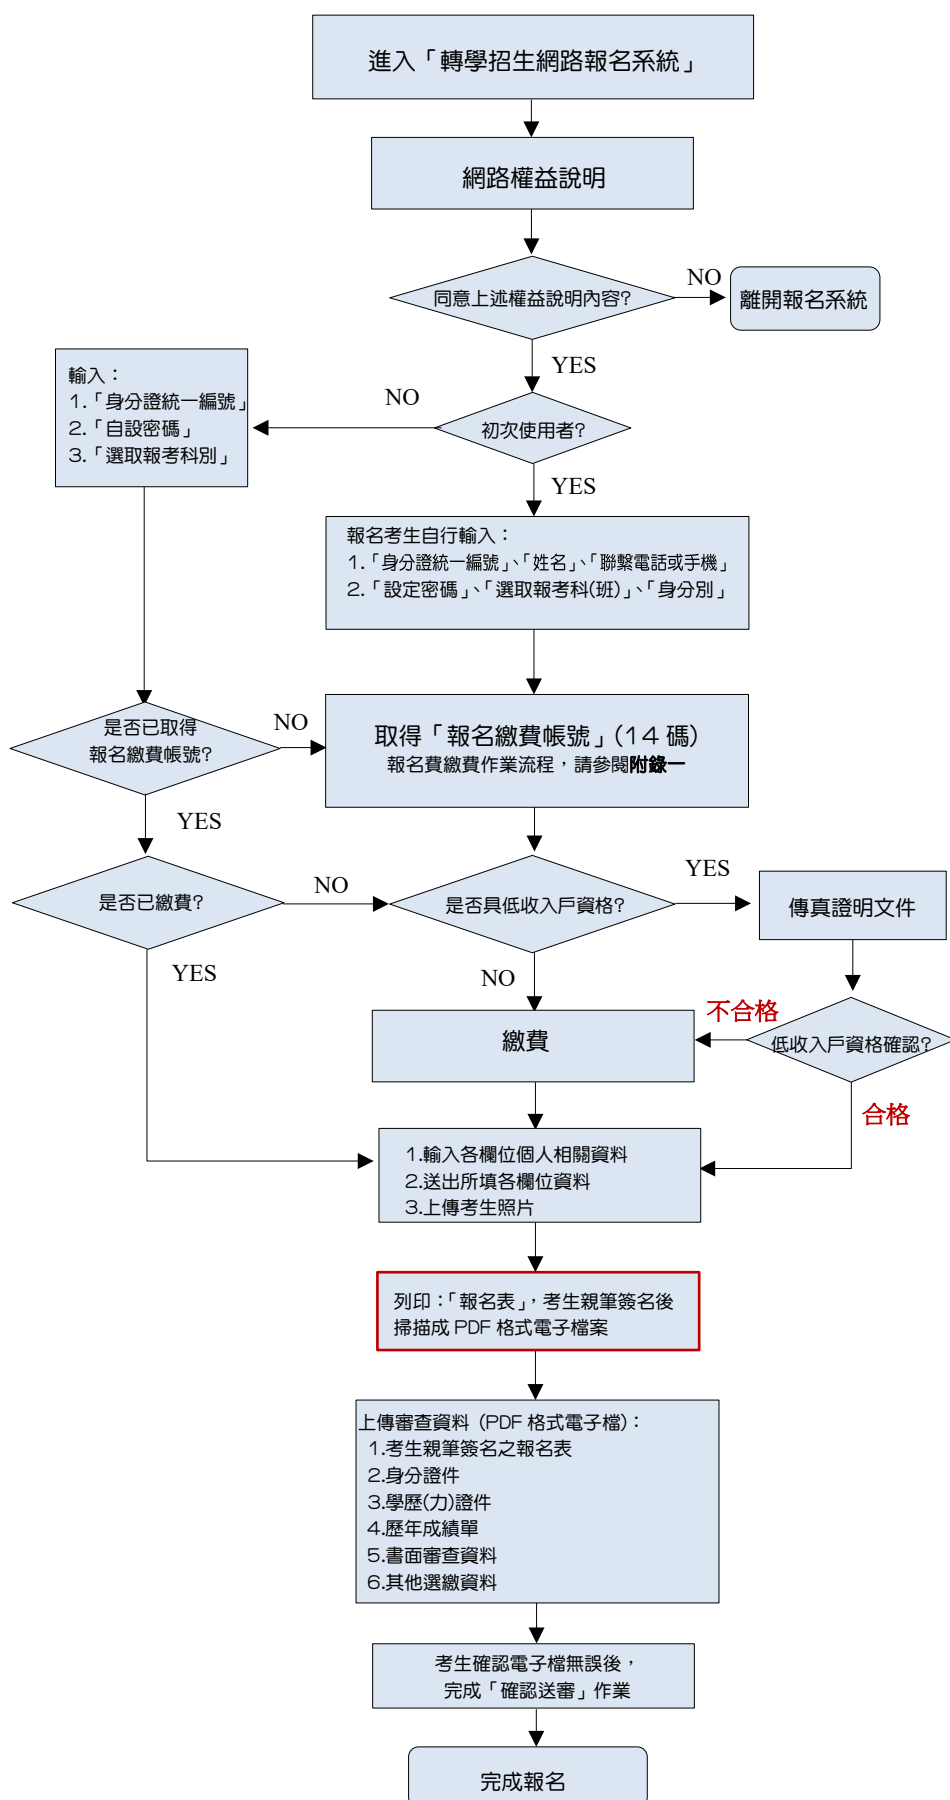 進入「轉學招生網路報名系統」
網路權益說明
同意上述權益說明內容?
NO
離開報名系統
YES
輸入：
1.「身分證統一編號」
2.「自設密碼」
3.「選取報考科別」
NO
初次使用者?
YES
報名考生自行輸入：
1.「身分證統一編號」、「姓名」、「聯繫電話或手機」
2.「設定密碼」、「選取報考科(班)」、「身分別」
是否已取得
報名繳費帳號?
NO
取得「報名繳費帳號」(14 碼)
報名費繳費作業流程，請參閱附錄一
YES
是否已繳費?
NO
是否具低收入戶資格?
YES
傳真證明文件
YES
NO
不合格
繳費
低收入戶資格確認?
合格
1.輸入各欄位個人相關資料
2.送出所填各欄位資料
3.上傳考生照片
列印：「報名表」，考生親筆簽名後
掃描成 PDF 格式電子檔案
上傳審查資料 (PDF 格式電子檔)：
1.考生親筆簽名之報名表
2.身分證件
3.學歷(力)證件
4.歷年成績單
5.書面審查資料
6.其他選繳資料
考生確認電子檔無誤後，
完成「確認送審」作業
完成報名